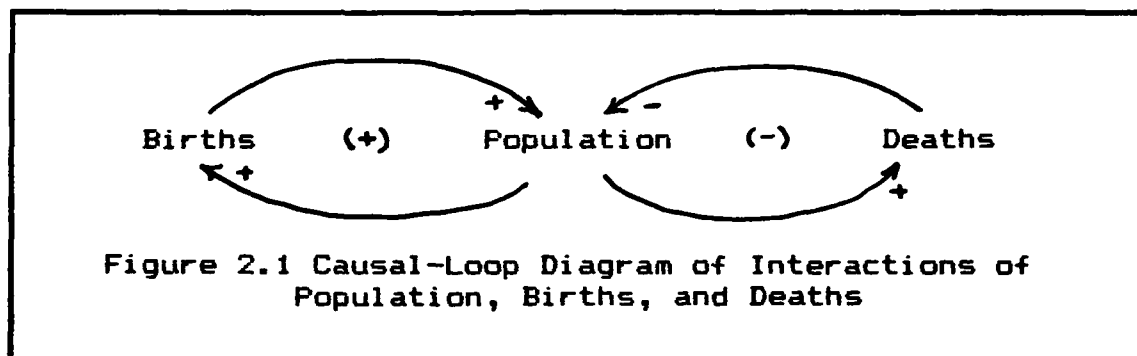 + -
Births (+) Population (-) Deaths
+ +
Figure 2.1 Causal-Loop Diagram of Interactions of
Population, Births, and Deaths